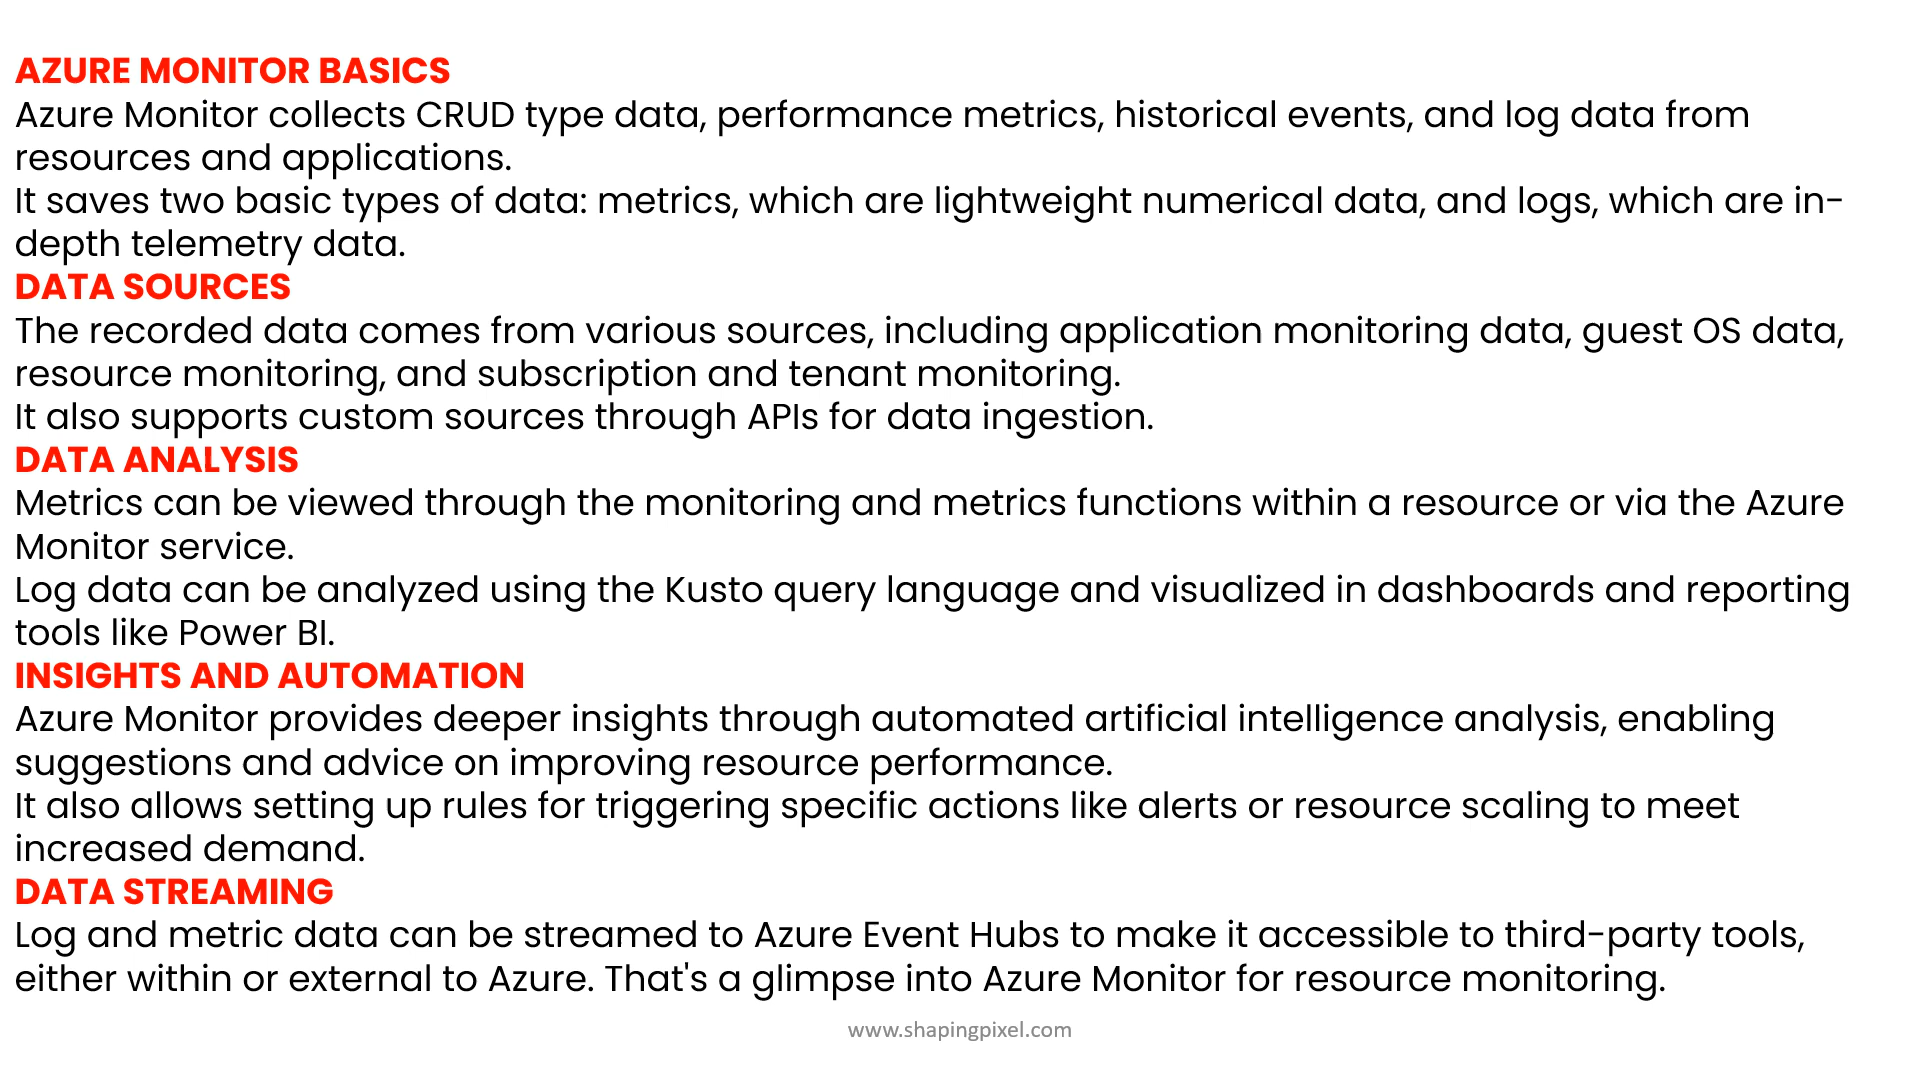 AZURE MONITOR BASICS
Azure Monitor collects CRUD type data, performance metrics, historical events, and log data from
resources and applications.
It saves two basic types of data: metrics, which are lightweight numerical data, and logs, which are in-
depth telemetry data.
DATA SOURCES
The recorded data comes from various sources, including application monitoring data, guest OS data,
resource monitoring, and subscription and tenant monitoring.
It also supports custom sources through APIs for data ingestion.
DATA ANALYSIS
Metrics can be viewed through the monitoring and metrics functions within a resource or via the Azure
Monitor service.
Log data can be analyzed using the Kusto query language and visualized in dashboards and reporting
tools like Power BI.
INSIGHTS AND AUTOMATION
Azure Monitor provides deeper insights through automated artificial intelligence analysis, enabling
suggestions and advice on improving resource performance.
It also allows setting up rules for triggering specific actions like alerts or resource scaling to meet
increased demand.
DATA STREAMING
Log and metric data can be streamed to Azure Event Hubs to make it accessible to third-party tools,
either within or external to Azure. That's a glimpse into Azure Monitor for resource monitoring.
www.shapingpixel.com